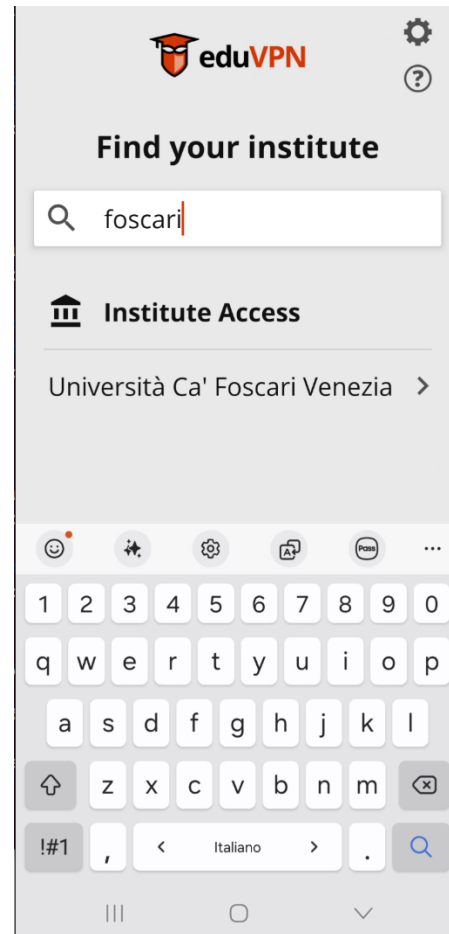 eduVPN
?
Find your institute
foscari
Institute Access
Università Ca' Foscari Venezia
A
Pass
1 2 3 4 5 6 7 8 9 0
q w e r t y u i o p
a s d f g h j k l
z x c v b n m
!#1 , < Italiano > .